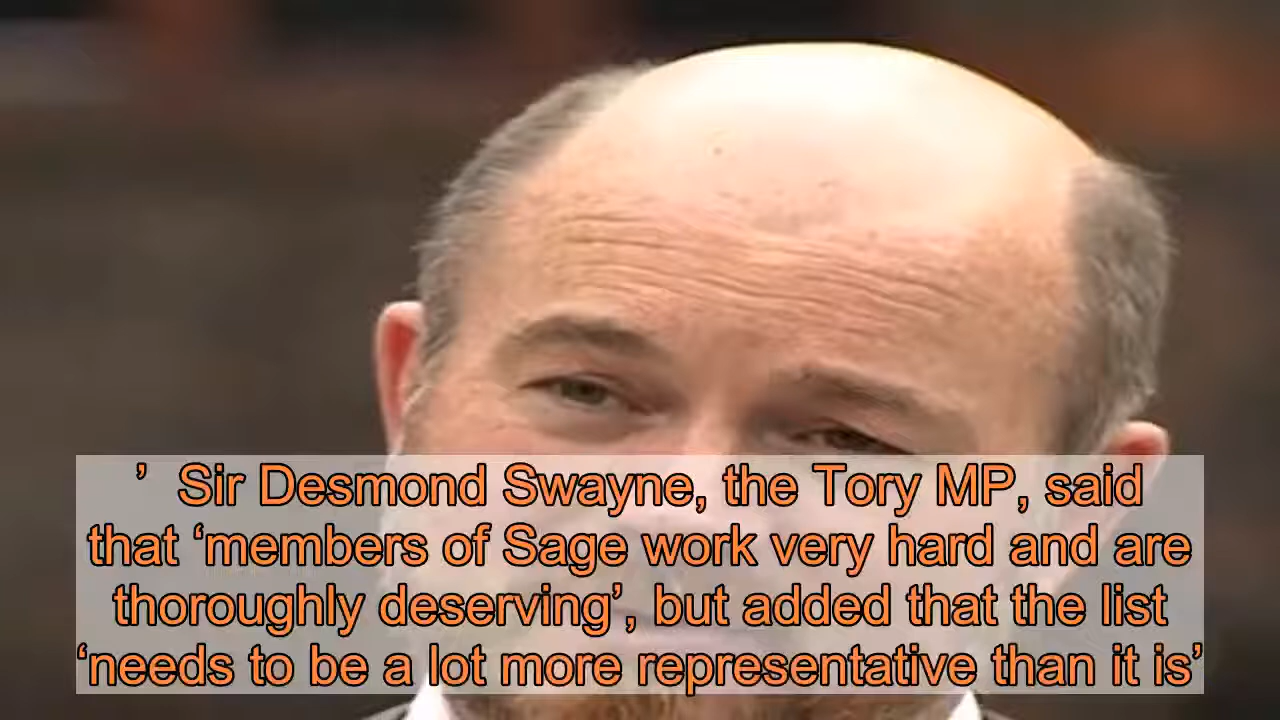 ’ Sir Desmond Swayne, the Tory MP, said
that ‘members of Sage work very hard and are
thoroughly deserving’, but added that the list
‘needs to be a lot more representative than it is’